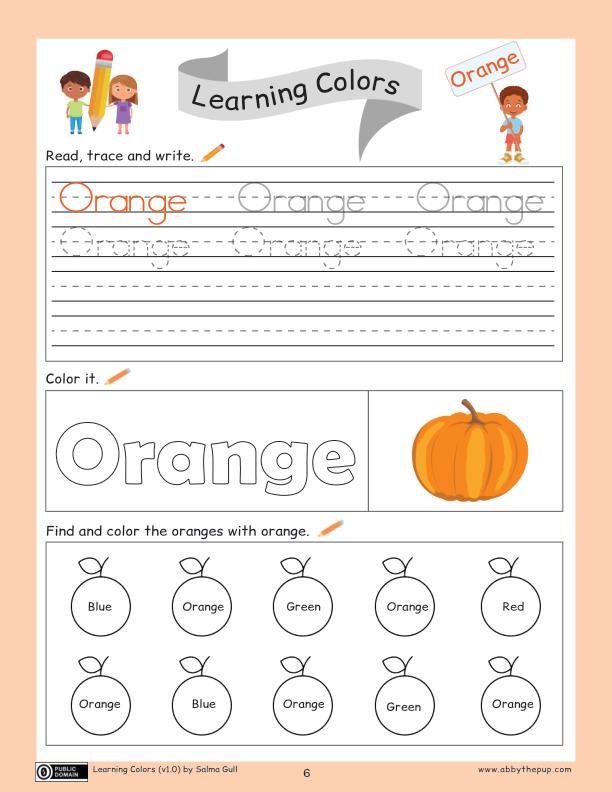 Learning Colors
Orange
Read, trace and write.
Orange Orange Orange
Orange Orange Orange
Color it.
Orange
Find and color the oranges with orange.
Blue Orange Green Orange Red
Orange Blue Orange Green Orange
PUBLIC
DOMAIN
Learning Colors (v1.0) by Salma Gull
6
www.abbythepup.com